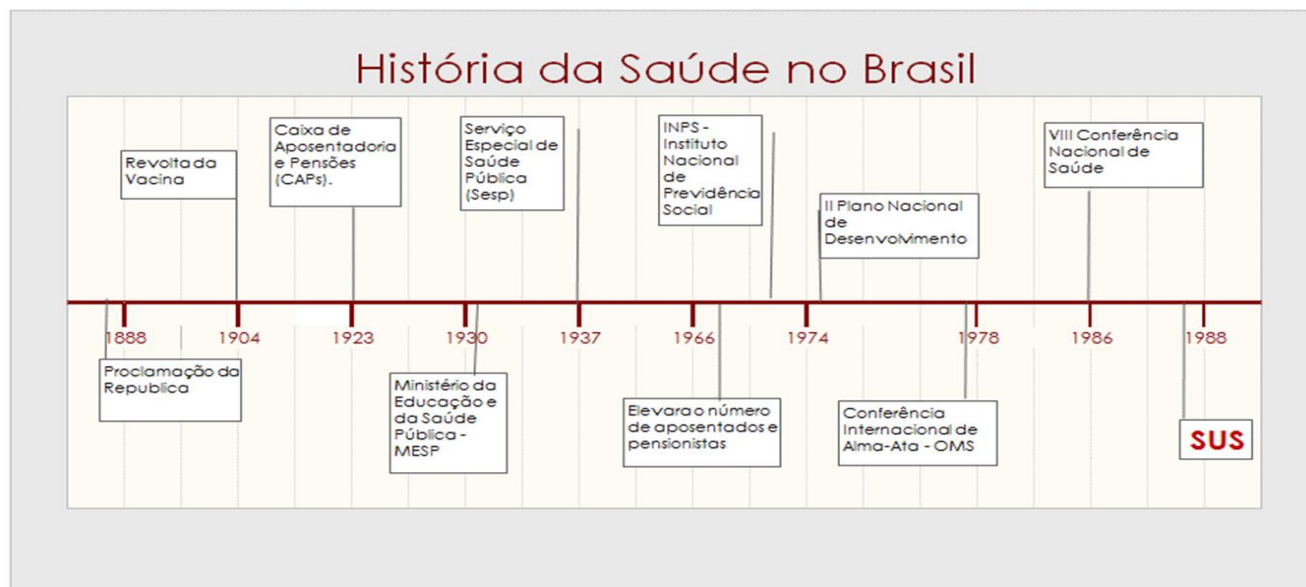 História da Saúde no Brasil
Revolta da
Vacina
Caixa de
Aposentadoria
e Pensões
(CAPs).
Serviço
Especial de
Saúde
Pública
(Sesp)
INPS -
Instituto
Nacional
de
Previdência
Social
II Plano Nacional
de
Desenvolvimento
VIII Conferência
Nacional de
Saúde
1888
1904
1923
1930
1937
1966
1974
1978
1986
1988
Proclamação da
Republica
Ministério da
Educação e
da Saúde
Pública -
MESP
Elevara o número
de aposentados e
pensionistas
Conferência
Internacional de
Alma-Ata - OMS
SUS